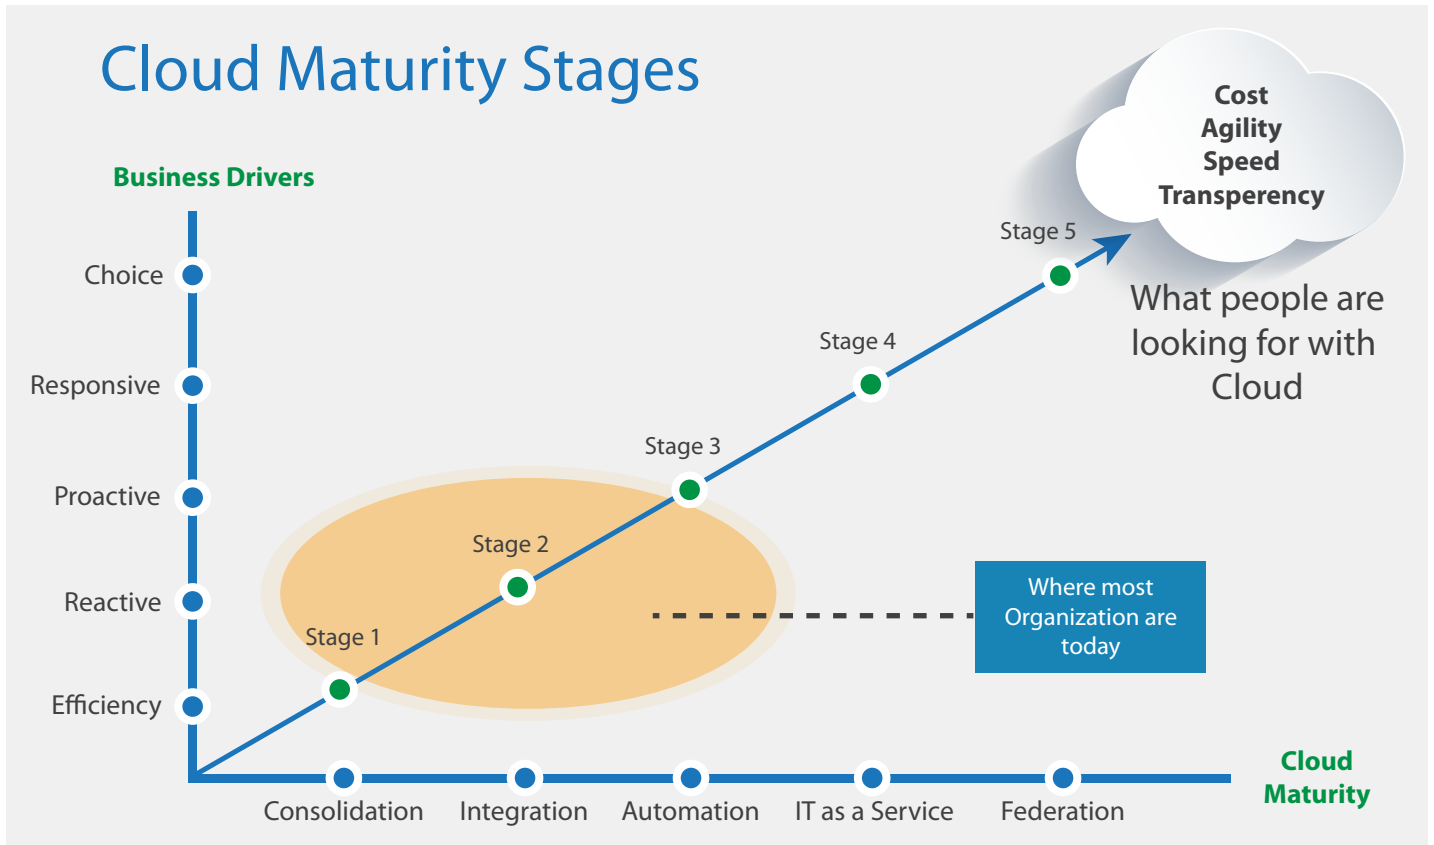 Cloud Maturity Stages
Cost
Agility
Speed
Transperency
Business Drivers
Stage 5
Choice
What people are
looking for with
Cloud
Stage 4
Responsive
Stage 3
Proactive
Stage 2
Where most
Organization are
today
Reactive
Stage 1
Efficiency
Cloud
Maturity
Consolidation
Integration
Automation
IT as a Service
Federation